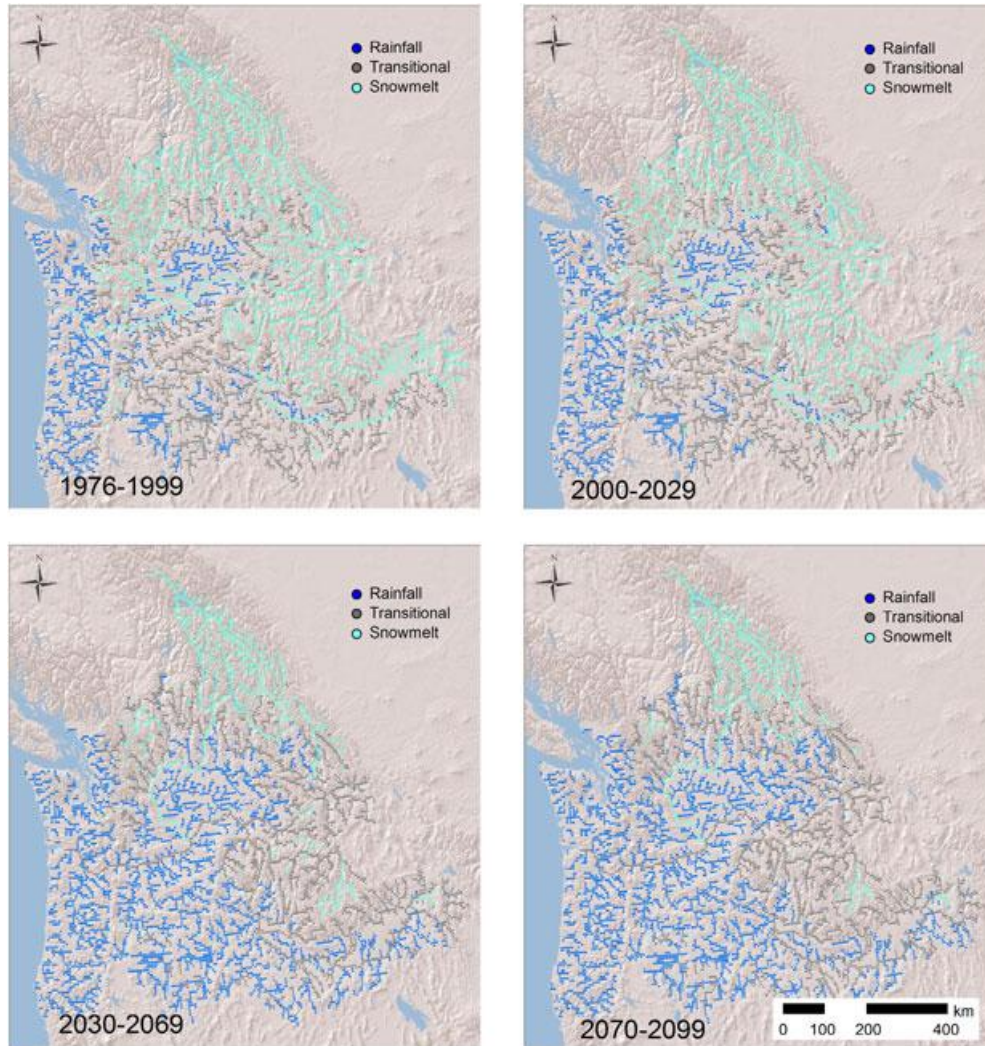 N
Rainfall
Transitional
Snowmelt
1976-1999
N
Rainfall
Transitional
Snowmelt
2000-2029
N
Rainfall
Transitional
Snowmelt
2030-2069
N
Rainfall
Transitional
Snowmelt
2070-2099
km
0 100 200 400